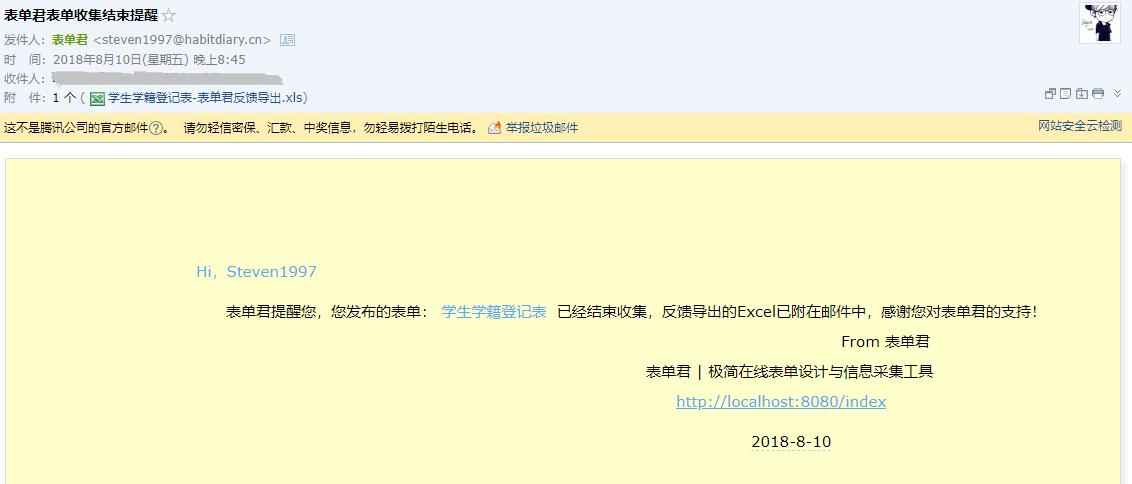 表单君表单收集结束提醒
发件人：表单君 <steven1997@habitdiary.cn>
时　间：2018年8月10日(星期五) 晚上8:45
收件人：
附　件：1 个 ( 学生学籍登记表-表单君反馈导出.xls)
这不是腾讯公司的官方邮件?。 请勿轻信密保、汇款、中奖信息，勿轻易拨打陌生电话。 举报垃圾邮件 网站安全云检测
Hi，Steven1997
表单君提醒您，您发布的表单： 学生学籍登记表 已经结束收集，反馈导出的Excel已附在邮件中，感谢您对表单君的支持！
From 表单君
表单君 | 极简在线表单设计与信息采集工具
http://localhost:8080/index
2018-8-10